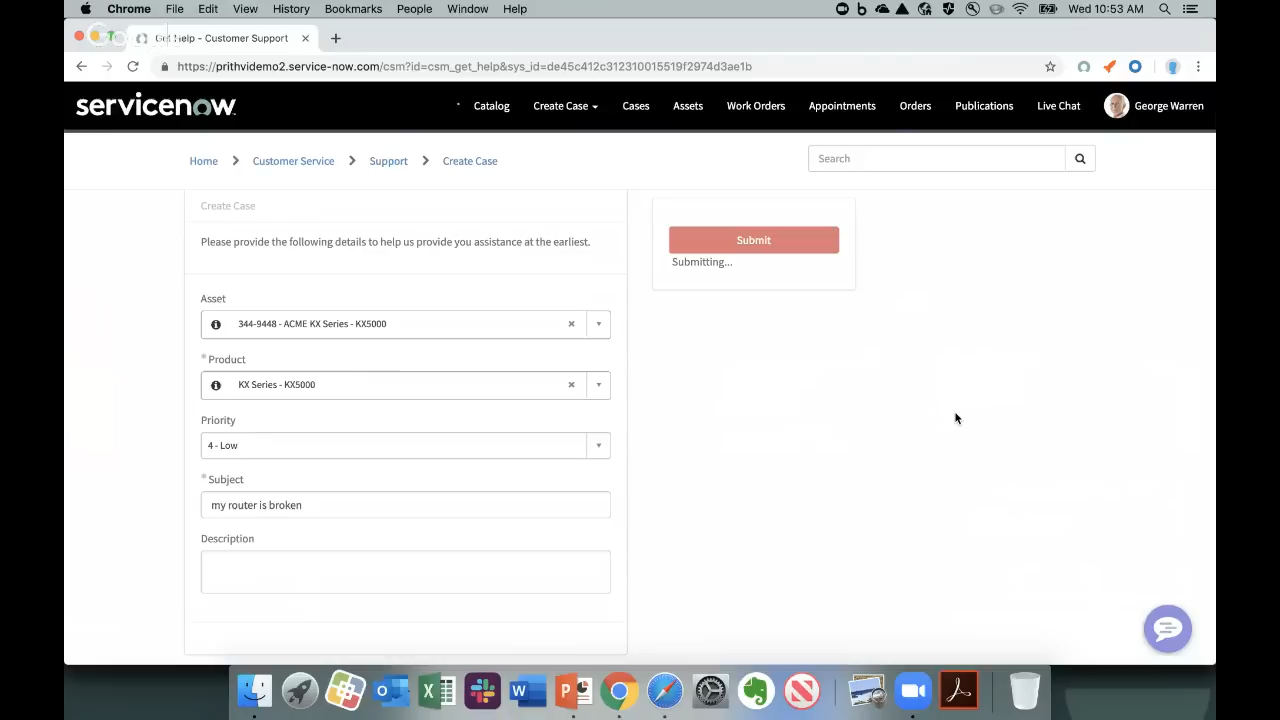 Chrome File Edit View History Bookmarks People Window Help Wed 10:53 AM
Get Help - Customer Support
https://prithvidemo2.service-now.com/csm?id=csm_get_help&sys_id=de45c412c312310015519f2974d3ae1b
servicenow Catalog Create Case Cases Assets Work Orders Appointments Orders Publications Live Chat George Warren
Home > Customer Service > Support > Create Case Search
Create Case
Please provide the following details to help us provide you assistance at the earliest.
Submit
Submitting...
Asset
344-9448 - ACME KX Series - KX5000
* Product
KX Series - KX5000
Priority
4 - Low
* Subject
my router is broken
Description